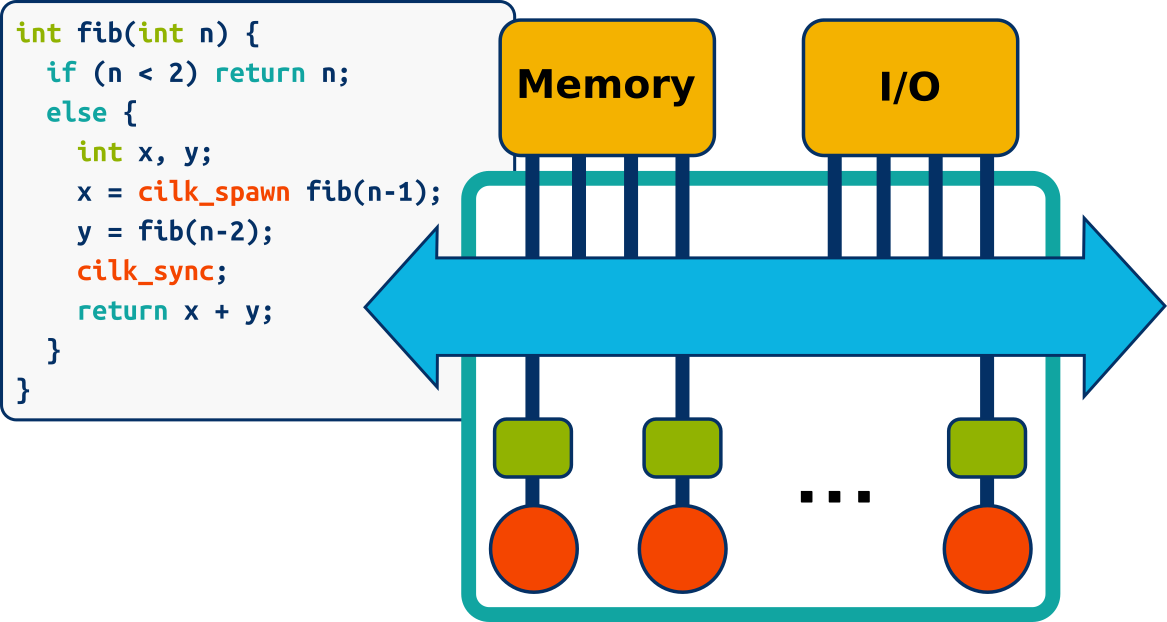 int fib(int n) {
  if (n < 2) return n;
  else {
    int x, y;
    x = cilk_spawn fib(n-1);
    y = fib(n-2);
    cilk_sync;
    return x + y;
  }
}
Memory
I/O
...